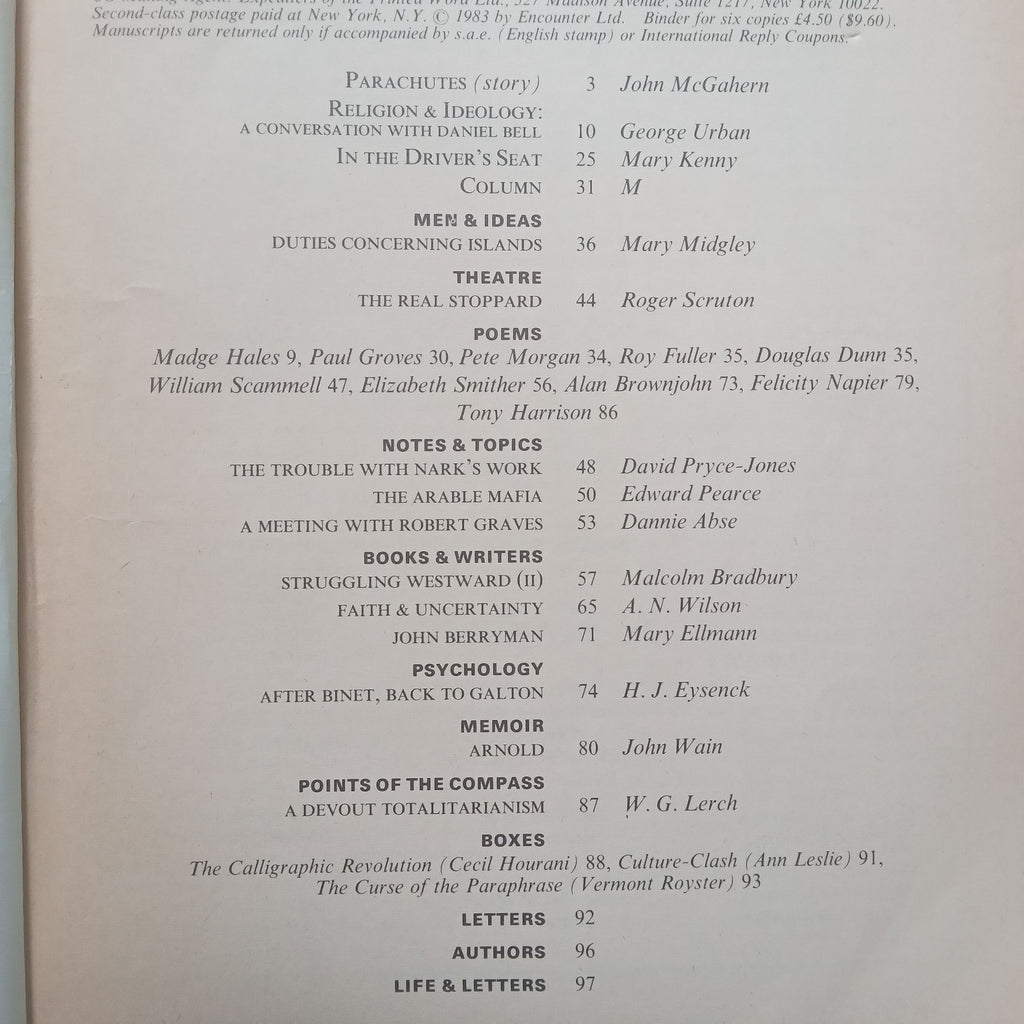 Second-class postage paid at New York, N.Y. © 1983 by Encounter Ltd. Binder for six copies £4.50 ($9.60).
Manuscripts are returned only if accompanied by s.a.e. (English stamp) or International Reply Coupons.
PARACHUTES (story) 3 John McGahern
RELIGION & IDEOLOGY:
A CONVERSATION WITH DANIEL BELL 10 George Urban
IN THE DRIVER'S SEAT 25 Mary Kenny
COLUMN 31 M
MEN & IDEAS
DUTIES CONCERNING ISLANDS 36 Mary Midgley
THEATRE
THE REAL STOPPARD 44 Roger Scruton
POEMS
Madge Hales 9, Paul Groves 30, Pete Morgan 34, Roy Fuller 35, Douglas Dunn 35,
William Scammell 47, Elizabeth Smither 56, Alan Brownjohn 73, Felicity Napier 79,
Tony Harrison 86
NOTES & TOPICS
THE TROUBLE WITH NARK'S WORK 48 David Pryce-Jones
THE ARABLE MAFIA 50 Edward Pearce
A MEETING WITH ROBERT GRAVES 53 Dannie Abse
BOOKS & WRITERS
STRUGGLING WESTWARD (II) 57 Malcolm Bradbury
FAITH & UNCERTAINTY 65 A. N. Wilson
JOHN BERRYMAN 71 Mary Ellmann
PSYCHOLOGY
AFTER BINET, BACK TO GALTON 74 H. J. Eysenck
MEMOIR
ARNOLD 80 John Wain
POINTS OF THE COMPASS
A DEVOUT TOTALITARIANISM 87 W. G. Lerch
BOXES
The Calligraphic Revolution (Cecil Hourani) 88, Culture-Clash (Ann Leslie) 91,
The Curse of the Paraphrase (Vermont Royster) 93
LETTERS 92
AUTHORS 96
LIFE & LETTERS 97